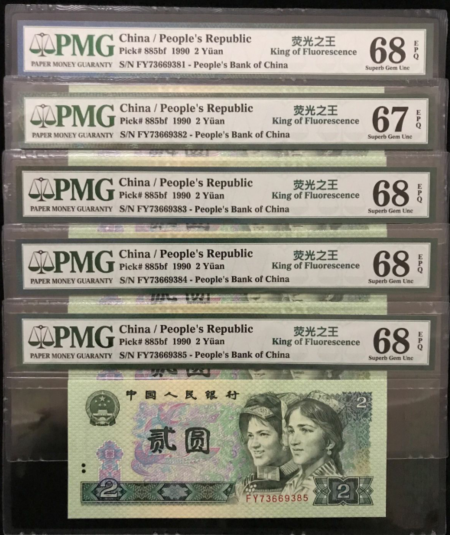 PMG
PAPER MONEY GUARANTY
China / People's Republic
Pick# 885bf 1990 2 Yüan
S/N FY73669381 - People's Bank of China
荧光之王
King of Fluorescence
68 EPQ
Superb Gem Unc
PMG
PAPER MONEY GUARANTY
China / People's Republic
Pick# 885bf 1990 2 Yüan
S/N FY73669382 - People's Bank of China
荧光之王
King of Fluorescence
67 EPQ
Superb Gem Unc
PMG
PAPER MONEY GUARANTY
China / People's Republic
Pick# 885bf 1990 2 Yüan
S/N FY73669383 - People's Bank of China
荧光之王
King of Fluorescence
68 EPQ
Superb Gem Unc
PMG
PAPER MONEY GUARANTY
China / People's Republic
Pick# 885bf 1990 2 Yüan
S/N FY73669384 - People's Bank of China
荧光之王
King of Fluorescence
68 EPQ
Superb Gem Unc
PMG
PAPER MONEY GUARANTY
China / People's Republic
Pick# 885bf 1990 2 Yüan
S/N FY73669385 - People's Bank of China
荧光之王
King of Fluorescence
68 EPQ
Superb Gem Unc
中国人民银行
2
贰圆
FY73669385
2
2